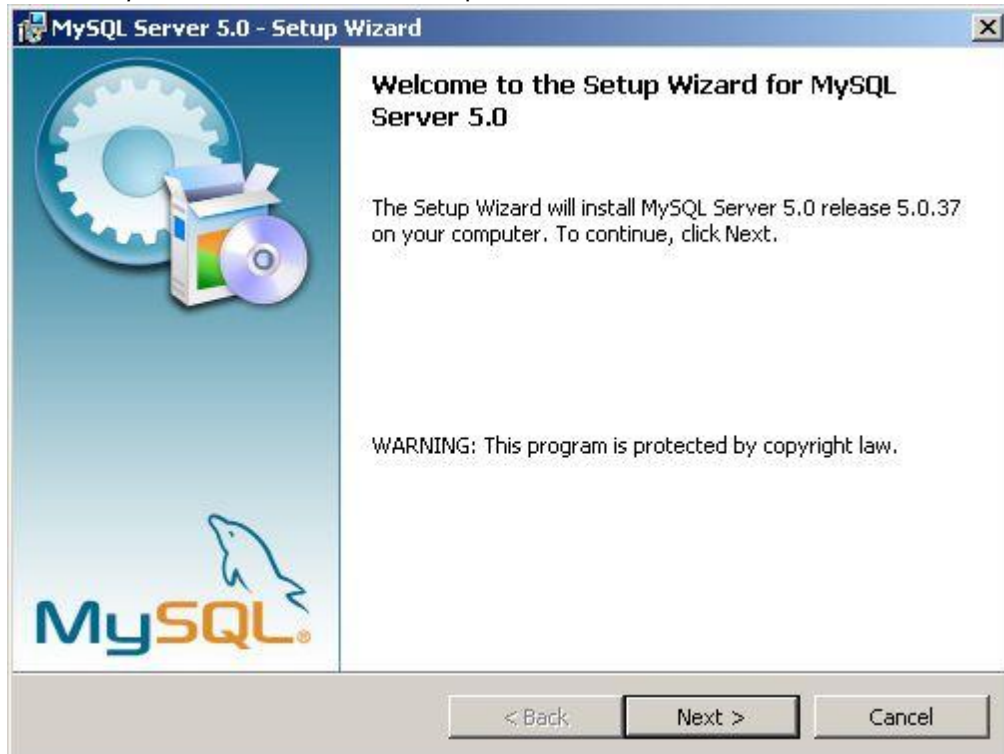 MySQL Server 5.0 - Setup Wizard
Welcome to the Setup Wizard for MySQL
Server 5.0
The Setup Wizard will install MySQL Server 5.0 release 5.0.37
on your computer. To continue, click Next.
WARNING: This program is protected by copyright law.
MySQL®
< Back Next > Cancel